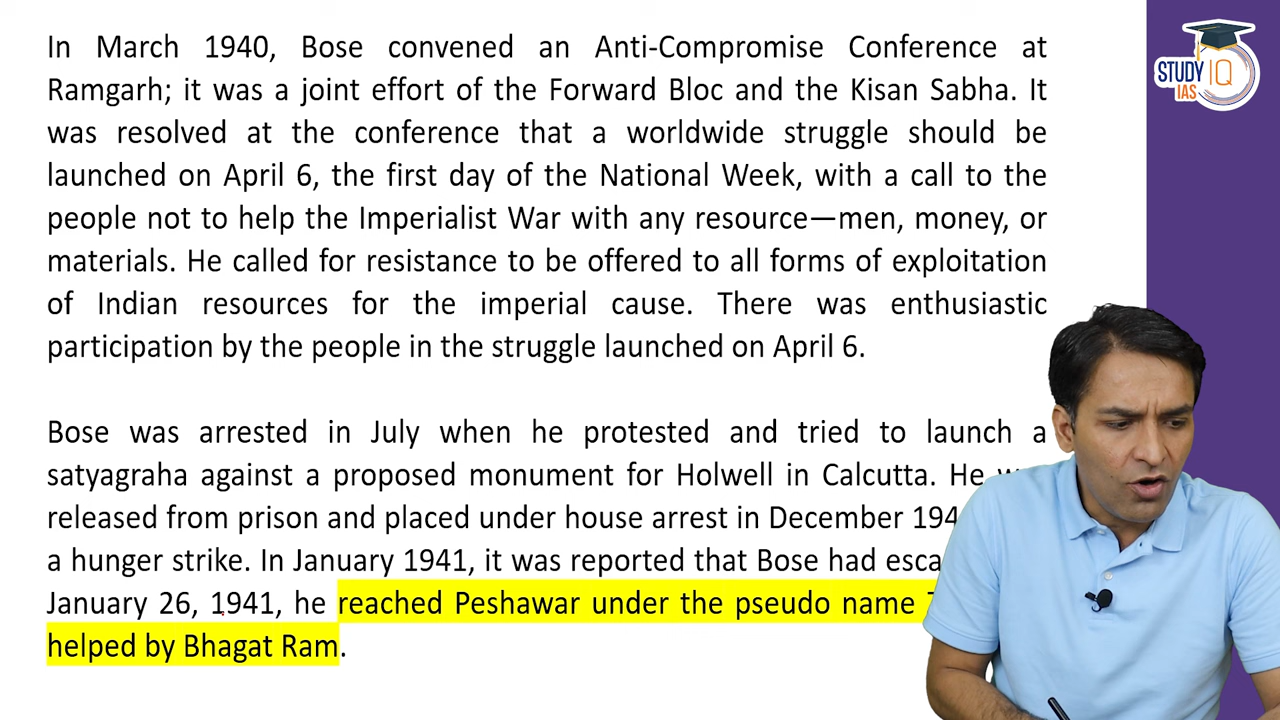 In March 1940, Bose convened an Anti-Compromise Conference at
Ramgarh; it was a joint effort of the Forward Bloc and the Kisan Sabha. It
was resolved at the conference that a worldwide struggle should be
launched on April 6, the first day of the National Week, with a call to the
people not to help the Imperialist War with any resource—men, money, or
materials. He called for resistance to be offered to all forms of exploitation
of Indian resources for the imperial cause. There was enthusiastic
participation by the people in the struggle launched on April 6.
Bose was arrested in July when he protested and tried to launch a
satyagraha against a proposed monument for Holwell in Calcutta. He
released from prison and placed under house arrest in December
a hunger strike. In January 1941, it was reported that Bose had
January 26, 1941, he reached Peshawar under the pseudo name
helped by Bhagat Ram.
STUDY IQ
IAS